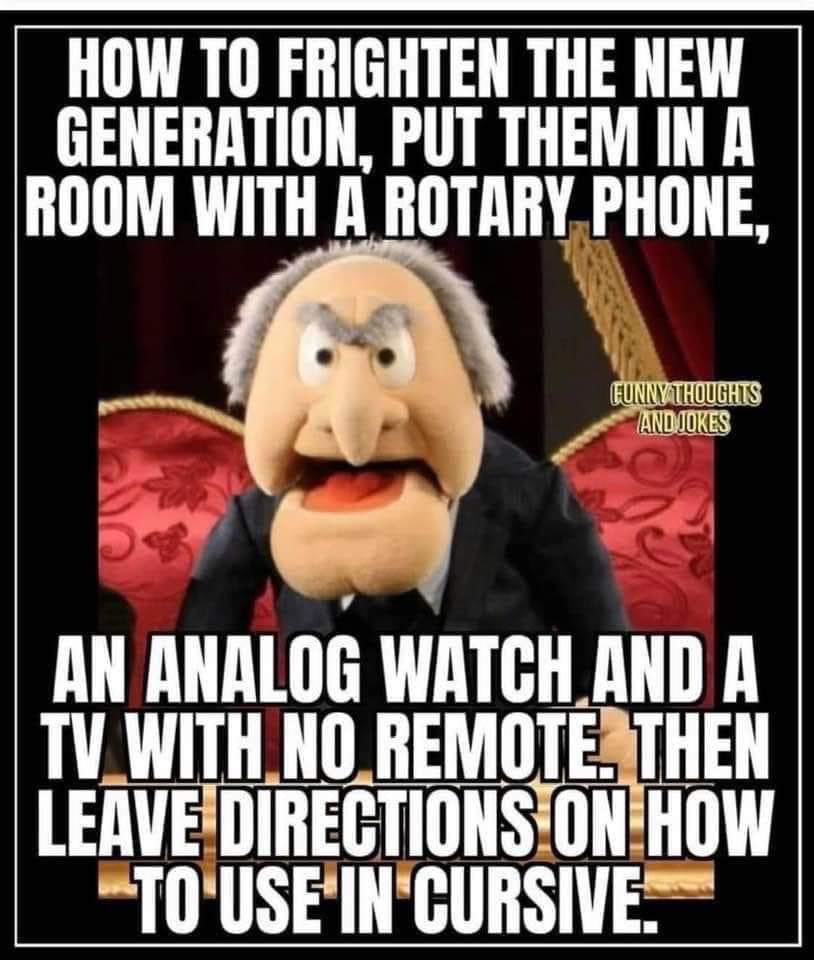 HOW TO FRIGHTEN THE NEW
GENERATION, PUT THEM IN A
ROOM WITH A ROTARY PHONE,
FUNNY THOUGHTS
AND JOKES
AN ANALOG WATCH AND A
TV WITH NO REMOTE. THEN
LEAVE DIRECTIONS ON HOW
TO USE IN CURSIVE.